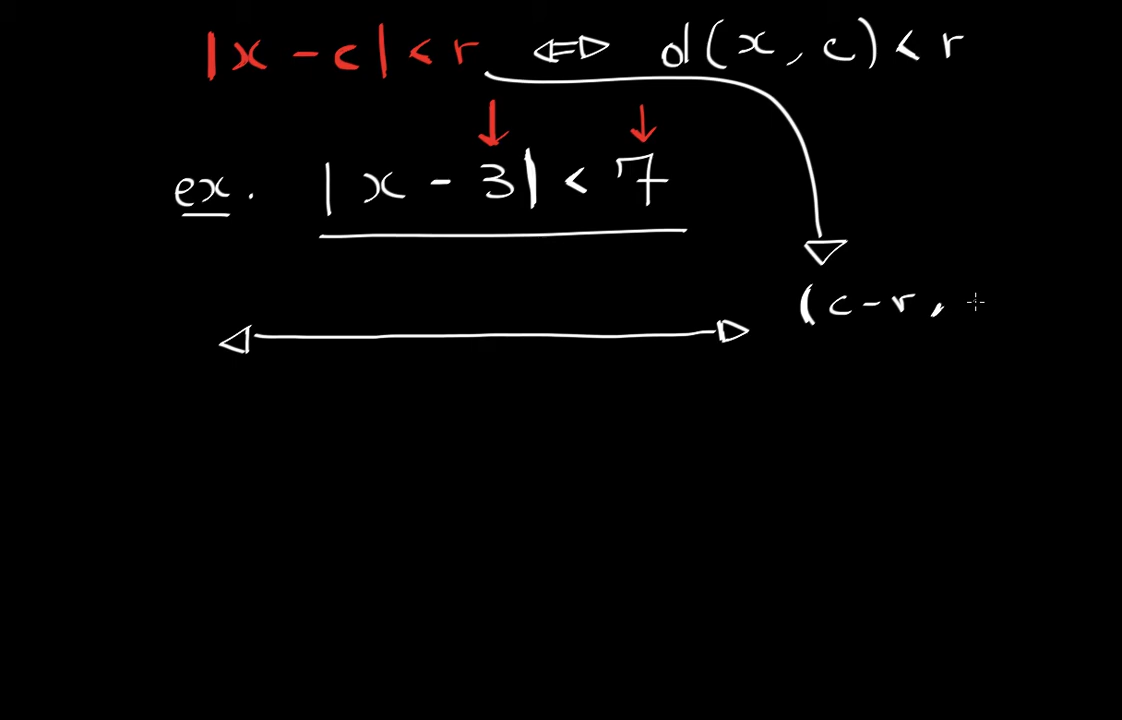 |x - c| < r ⇔ d(x, c) < r
ex. |x - 3| < 7
(c - r,